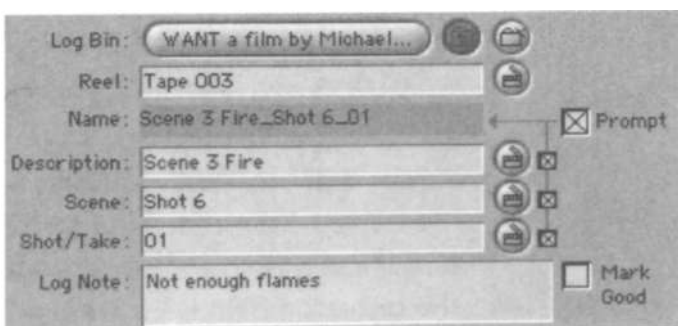 Log Bin: WANT a film by Michael...
Reel: Tape 003
Name: Scene 3 Fire_Shot 6_01 Prompt
Description: Scene 3 Fire
Scene: Shot 6
Shot/Take: 01
Log Note: Not enough flames Mark
Good